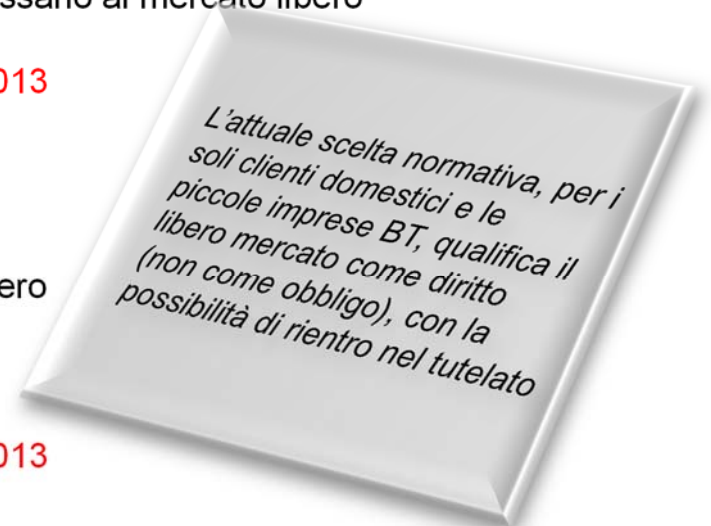 al mercato libero
013
L'attuale scelta normativa, per i
soli clienti domestici e le
piccole imprese BT, qualifica il
libero mercato come diritto
(non come obbligo), con la
possibilità di rientro nel tutelato
ero
013